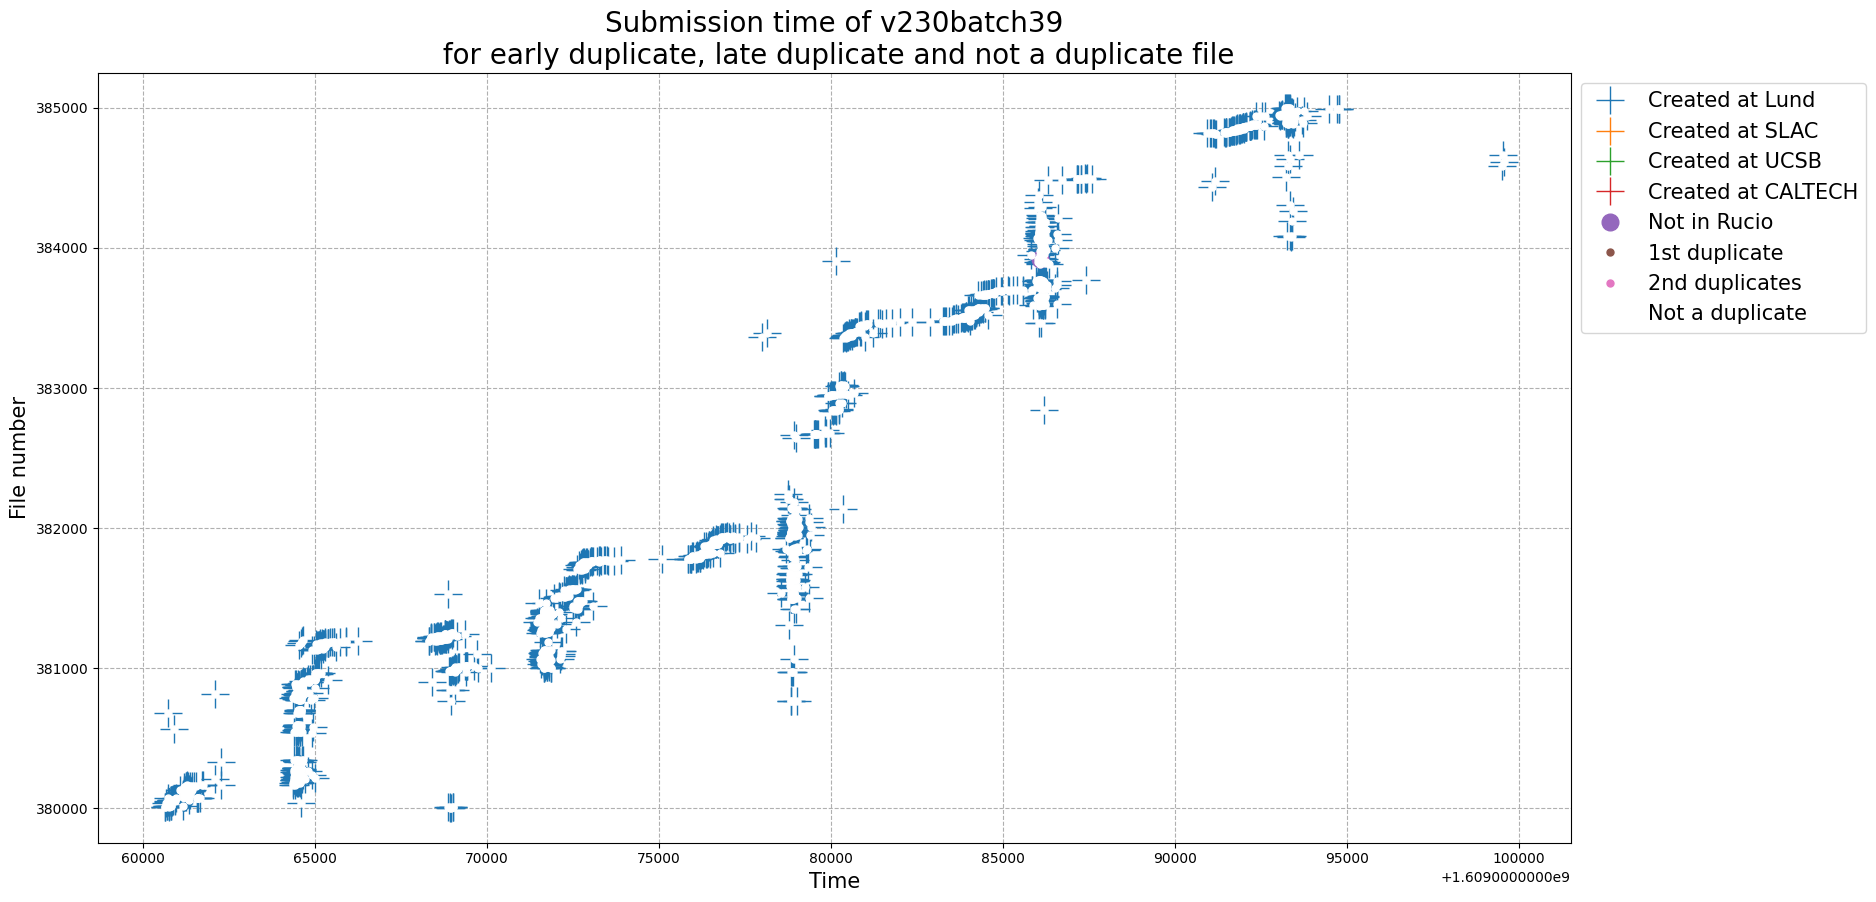 Submission time of v230batch39
for early duplicate, late duplicate and not a duplicate file
385000
384000
383000
382000
381000
380000
File number
60000 65000 70000 75000 80000 85000 90000 95000 100000
+1.6090000000e9
Time
Created at Lund
Created at SLAC
Created at UCSB
Created at CALTECH
Not in Rucio
1st duplicate
2nd duplicates
Not a duplicate